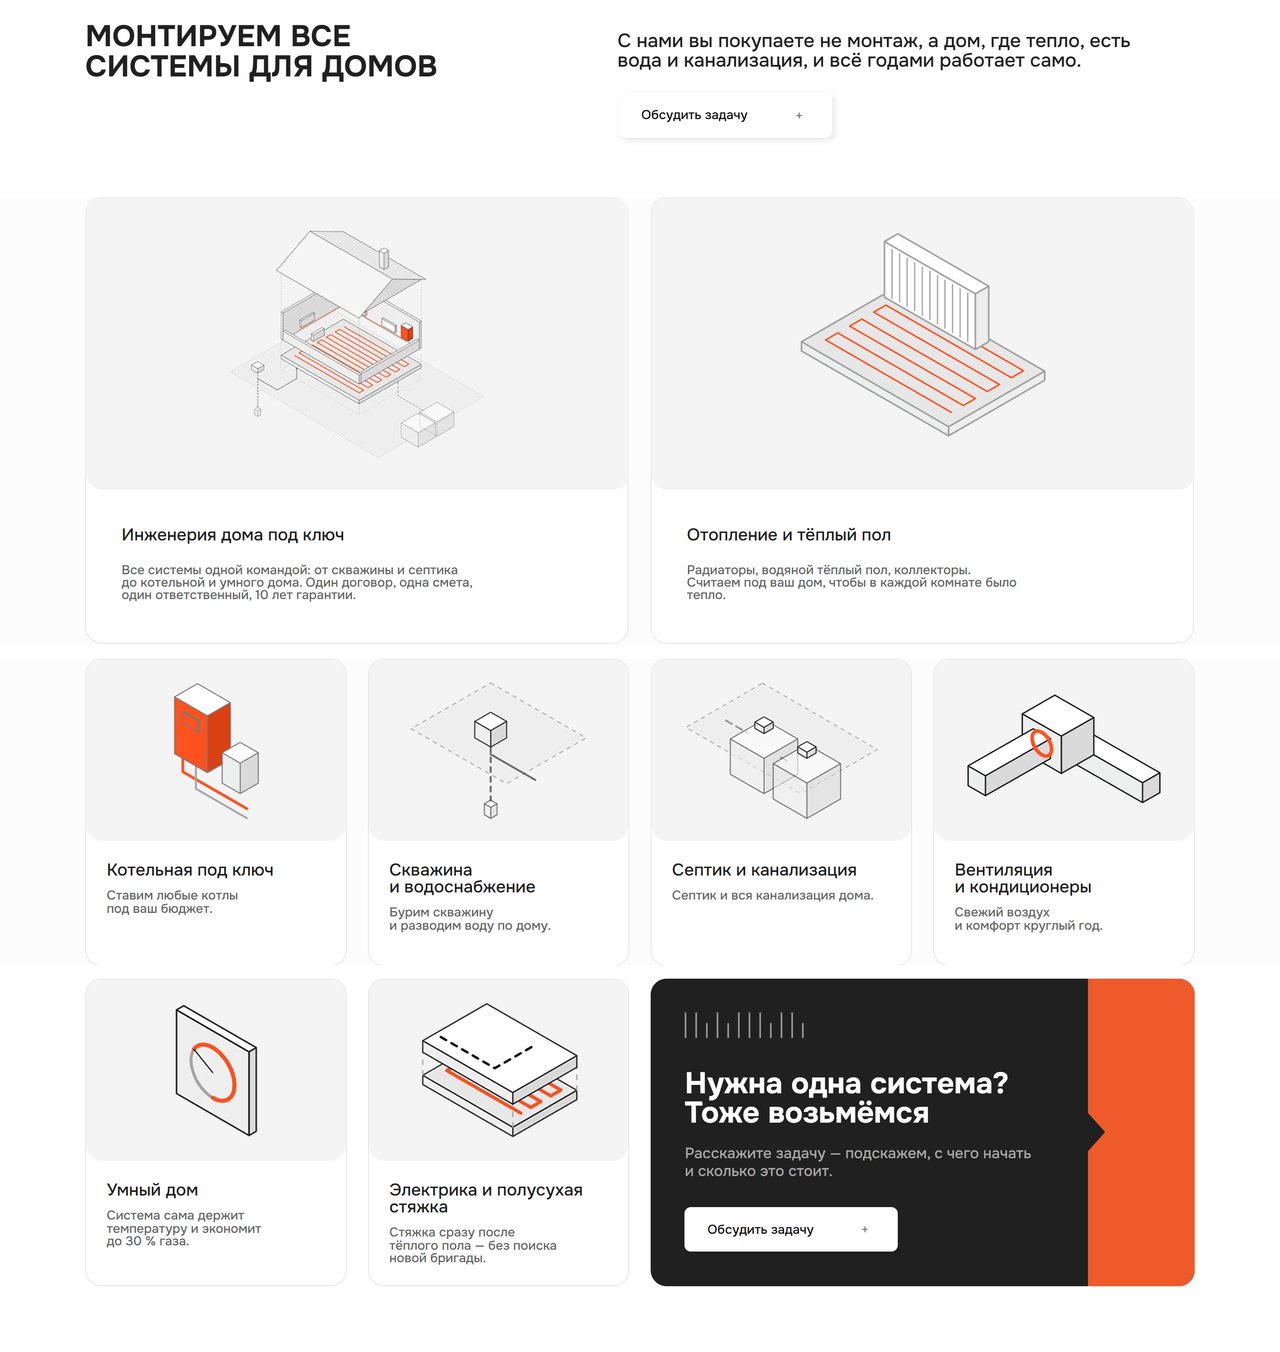 МОНТИРУЕМ ВСЕ
СИСТЕМЫ ДЛЯ ДОМОВ
С нами вы покупаете не монтаж, а дом, где тепло, есть
вода и канализация, и всё годами работает само.
Обсудить задачу +
Инженерия дома под ключ
Все системы одной командой: от скважины и септика
до котельной и умного дома. Один договор, одна смета,
один ответственный, 10 лет гарантии.
Отопление и тёплый пол
Радиаторы, водяной тёплый пол, коллекторы.
Считаем под ваш дом, чтобы в каждой комнате было
тепло.
Котельная под ключ
Ставим любые котлы
под ваш бюджет.
Скважина
и водоснабжение
Бурим скважину
и разводим воду по дому.
Септик и канализация
Септик и вся канализация дома.
Вентиляция
и кондиционеры
Свежий воздух
и комфорт круглый год.
Умный дом
Система сама держит
температуру и экономит
до 30 % газа.
Электрика и полусухая
стяжка
Стяжка сразу после
тёплого пола — без поиска
новой бригады.
Нужна одна система?
Тоже возьмёмся
Расскажите задачу — подскажем, с чего начать
и сколько это стоит.
Обсудить задачу +